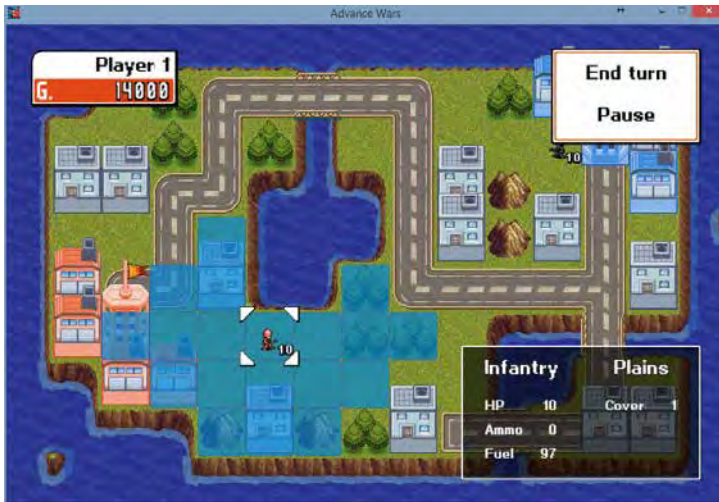 Advance Wars
Player 1
G. 14000
End turn
Pause
10
10
Infantry Plains
HP 10 Cover 1
Ammo 0
Fuel 97